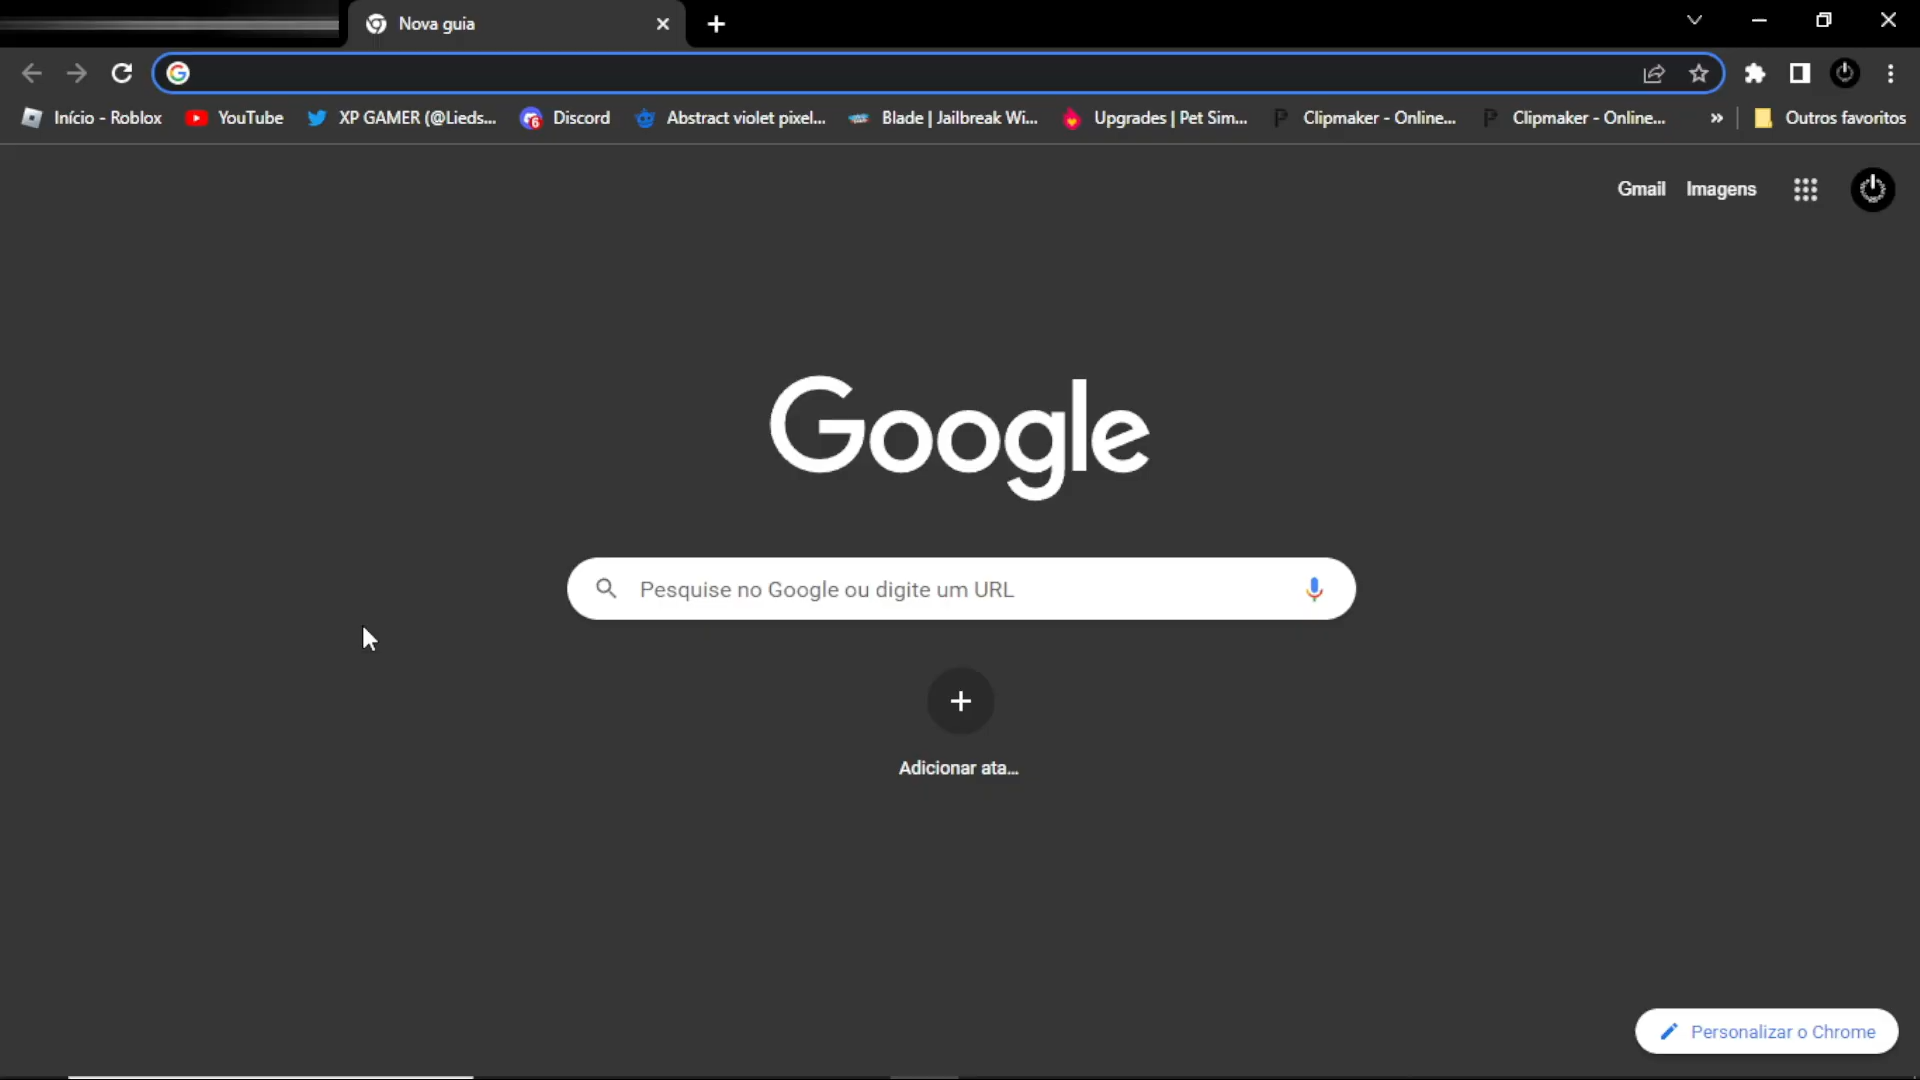 Nova guia
Início - Roblox YouTube XP GAMER (@Lieds... Discord Abstract violet pixel... Blade | Jailbreak Wi... Upgrades | Pet Sim... Clipmaker - Online... Clipmaker - Online... » Outros favoritos
Gmail Imagens
Google
Pesquise no Google ou digite um URL
Adicionar ata...
Personalizar o Chrome